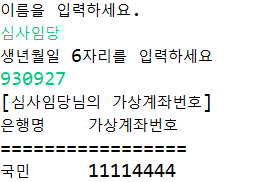 이름을 입력하세요.
심사임당
생년월일 6자리를 입력하세요
930927
[심사임당님의 가상계좌번호]
은행명 가상계좌번호
=================
국민 11114444